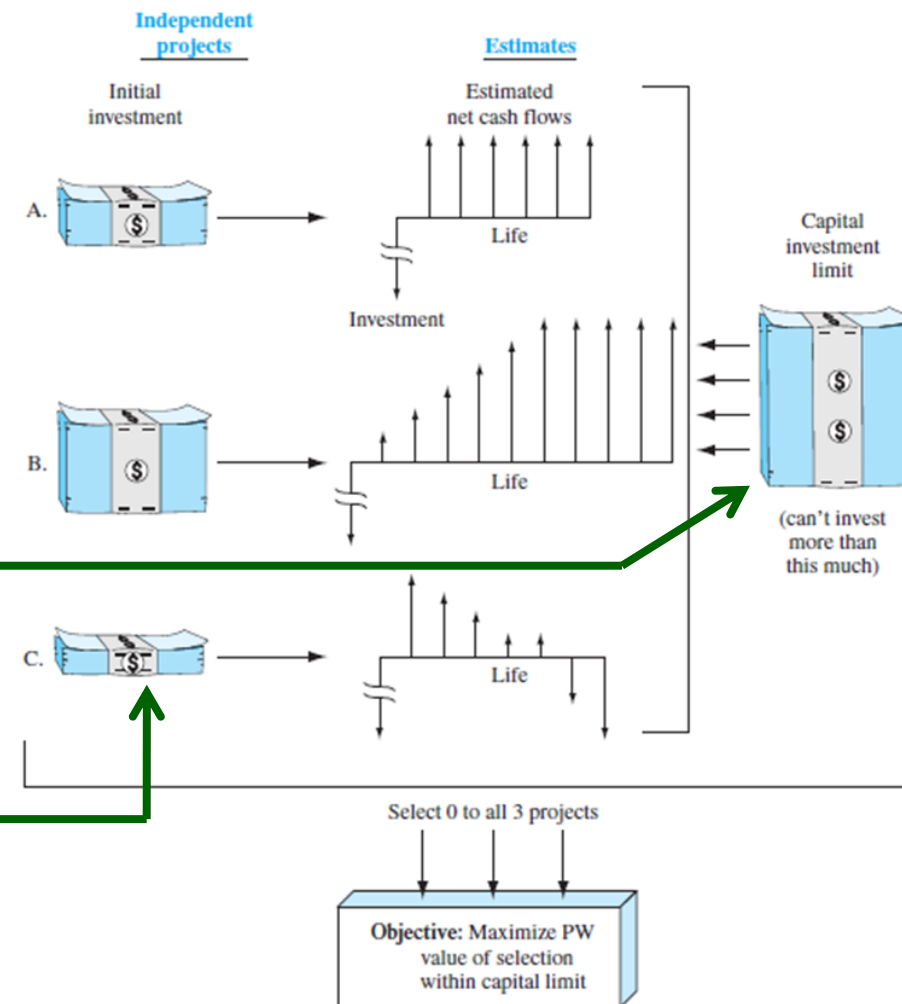 Independent
projects
Estimates
Initial
investment
Estimated
net cash flows
A.
$
Life
Investment
Capital
investment
limit
$
$
(can't invest
more than
this much)
B.
$
Life
C.
$
Life
Select 0 to all 3 projects
Objective: Maximize PW
value of selection
within capital limit